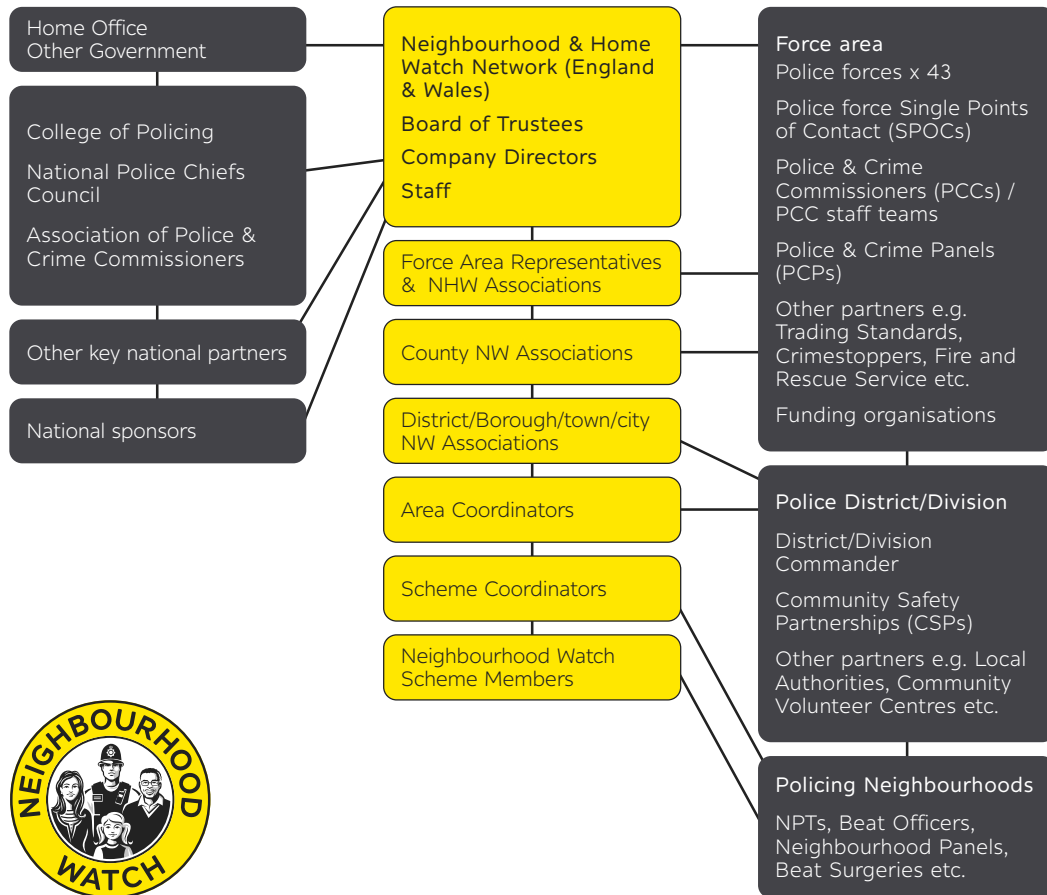 Home Office
Other Government
College of Policing
National Police Chiefs
Council
Association of Police &
Crime Commissioners
Other key national partners
National sponsors
Neighbourhood & Home
Watch Network (England
& Wales)
Board of Trustees
Company Directors
Staff
Force Area Representatives
& NHW Associations
County NW Associations
District/Borough/town/city
NW Associations
Area Coordinators
Scheme Coordinators
Neighbourhood Watch
Scheme Members
Force area
Police forces x 43
Police force Single Points
of Contact (SPOCs)
Police & Crime
Commissioners (PCCs) /
PCC staff teams
Police & Crime Panels
(PCPs)
Other partners e.g.
Trading Standards,
Crimestoppers, Fire and
Rescue Service etc.
Funding organisations
Police District/Division
District/Division
Commander
Community Safety
Partnerships (CSPs)
Other partners e.g. Local
Authorities, Community
Volunteer Centres etc.
Policing Neighbourhoods
NPTs, Beat Officers,
Neighbourhood Panels,
Beat Surgeries etc.
NEIGHBOURHOOD
WATCH